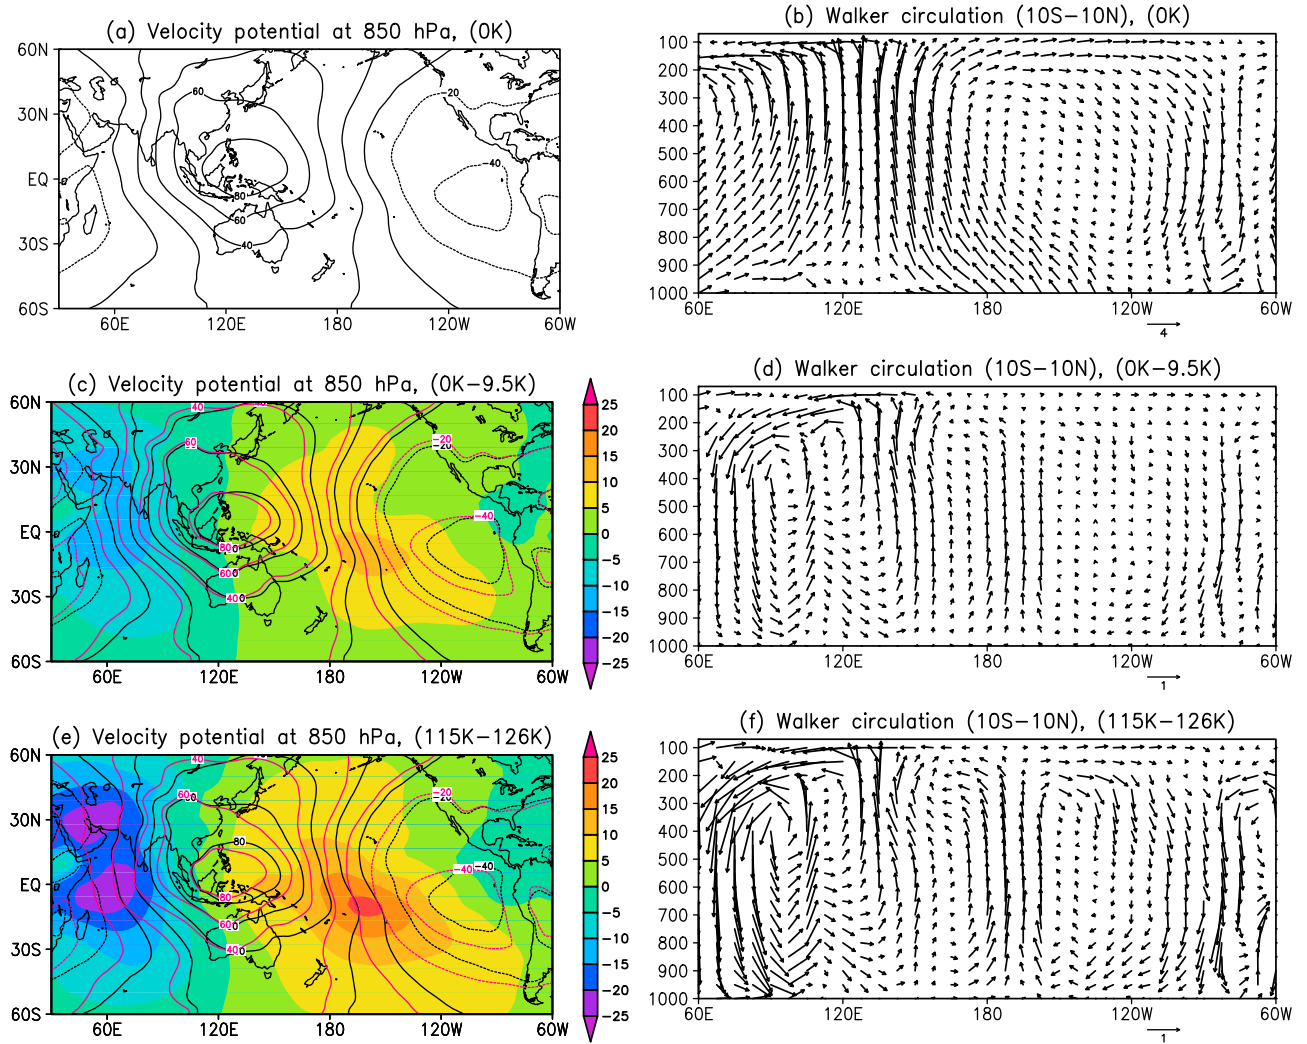 (a) Velocity potential at 850 hPa, (0K)
60N
30N
EQ
30S
60S
60E 120E 180 120W 60W
60
80
60
40
20
-40
(b) Walker circulation (10S-10N), (0K)
100
200
300
400
500
600
700
800
900
1000
60E 120E 180 120W 60W
4
(c) Velocity potential at 850 hPa, (0K-9.5K)
60N
30N
EQ
30S
60S
60E 120E 180 120W 60W
40
60
80
60
40
-20
-40
25
20
15
10
5
0
-5
-10
-15
-20
-25
(d) Walker circulation (10S-10N), (0K-9.5K)
100
200
300
400
500
600
700
800
900
1000
60E 120E 180 120W 60W
1
(e) Velocity potential at 850 hPa, (115K-126K)
60N
30N
EQ
30S
60S
60E 120E 180 120W 60W
40
60
80
80
60
40
-20
-40
-40
25
20
15
10
5
0
-5
-10
-15
-20
-25
(f) Walker circulation (10S-10N), (115K-126K)
100
200
300
400
500
600
700
800
900
1000
60E 120E 180 120W 60W
1